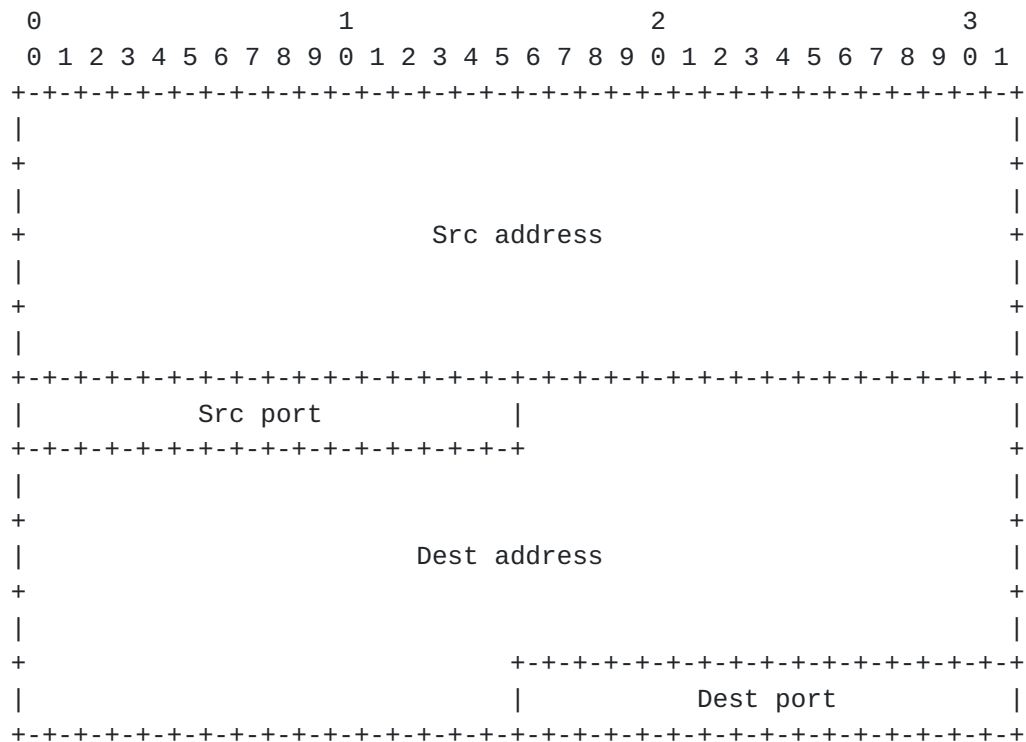 0                   1                   2                   3
 0 1 2 3 4 5 6 7 8 9 0 1 2 3 4 5 6 7 8 9 0 1 2 3 4 5 6 7 8 9 0 1
+-+-+-+-+-+-+-+-+-+-+-+-+-+-+-+-+-+-+-+-+-+-+-+-+-+-+-+-+-+-+-+-+
|                                                               |
+                                                               +
|                                                               |
+                          Src address                          +
|                                                               |
+                                                               +
|                                                               |
+-+-+-+-+-+-+-+-+-+-+-+-+-+-+-+-+-+-+-+-+-+-+-+-+-+-+-+-+-+-+-+-+
|           Src port            |                               |
+-+-+-+-+-+-+-+-+-+-+-+-+-+-+-+-+                               +
|                                                               |
+                                                               +
|                         Dest address                          |
+                                                               +
|                                                               |
+                               +-+-+-+-+-+-+-+-+-+-+-+-+-+-+-+-+
|                               |           Dest port           |
+-+-+-+-+-+-+-+-+-+-+-+-+-+-+-+-+-+-+-+-+-+-+-+-+-+-+-+-+-+-+-+-+